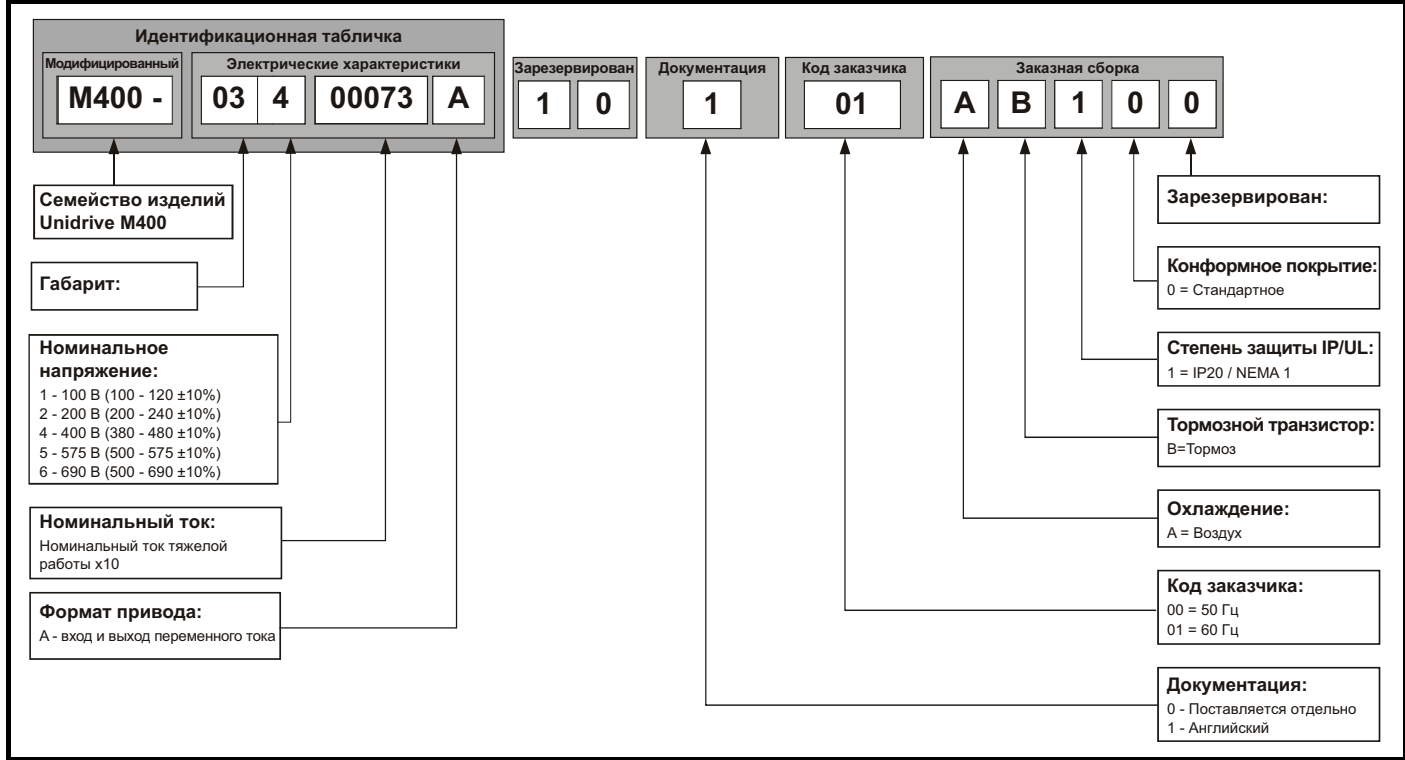 Идентификационная табличка
Модифицированный
Электрические характеристики
Зарезервирован
Документация
Код заказчика
Заказная сборка
М400 -
03
4
00073
А
1
0
1
01
А
В
1
0
0
Семейство изделий
Unidrive M400
Габарит:
Номинальное
напряжение:
1 - 100 В (100 - 120 ±10%)
2 - 200 В (200 - 240 ±10%)
4 - 400 В (380 - 480 ±10%)
5 - 575 В (500 - 575 ±10%)
6 - 690 В (500 - 690 ±10%)
Номинальный ток:
Номинальный ток тяжелой
работы x10
Формат привода:
А - вход и выход переменного тока
Зарезервирован:
Конформное покрытие:
0 = Стандартное
Степень защиты IP/UL:
1 = IP20 / NEMA 1
Тормозной транзистор:
В=Тормоз
Охлаждение:
А = Воздух
Код заказчика:
00 = 50 Гц
01 = 60 Гц
Документация:
0 - Поставляется отдельно
1 - Английский